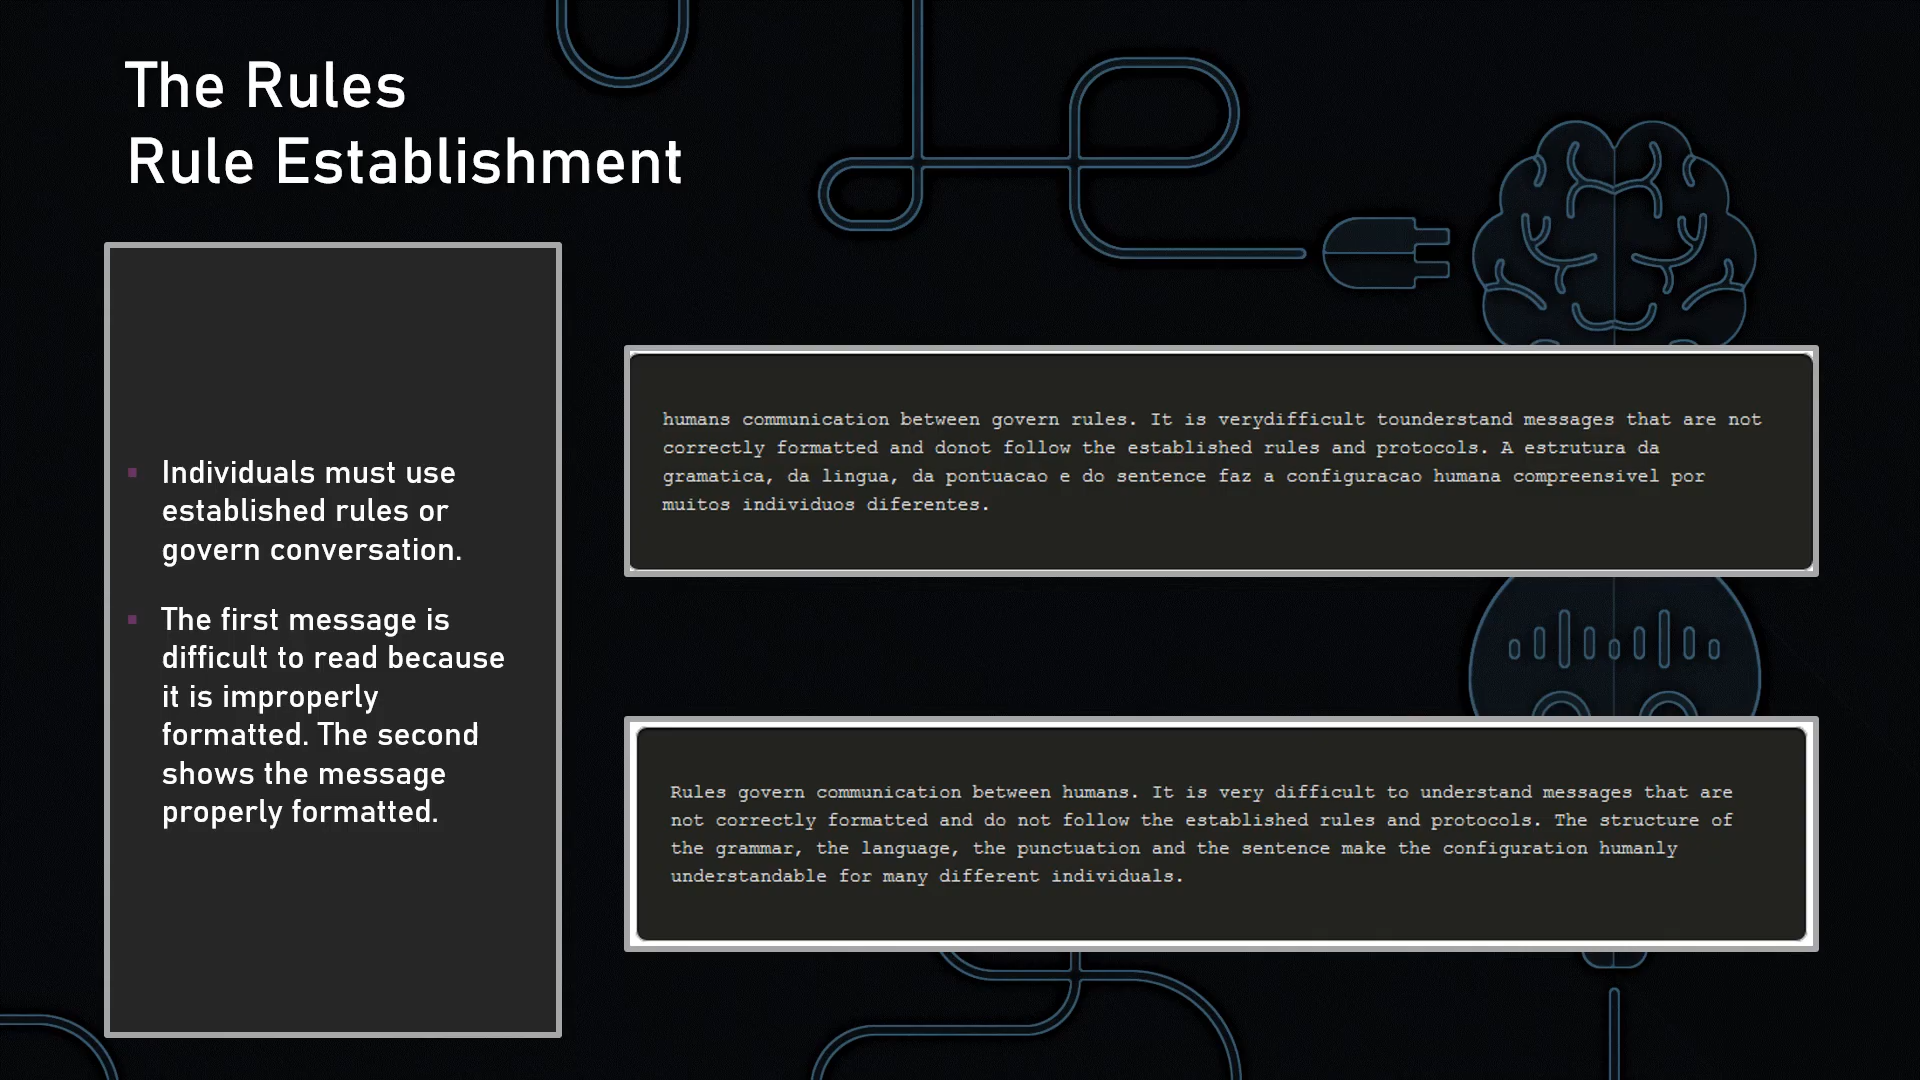 The Rules
Rule Establishment
Individuals must use
established rules or
govern conversation.
The first message is
difficult to read because
it is improperly
formatted. The second
shows the message
properly formatted.
humans communication between govern rules. It is verydifficult tounderstand messages that are not
correctly formatted and donot follow the established rules and protocols. A estrutura da
gramatica, da lingua, da pontuacao e do sentence faz a configuracao humana compreensivel por
muitos individuos diferentes.
Rules govern communication between humans. It is very difficult to understand messages that are
not correctly formatted and do not follow the established rules and protocols. The structure of
the grammar, the language, the punctuation and the sentence make the configuration humanly
understandable for many different individuals.